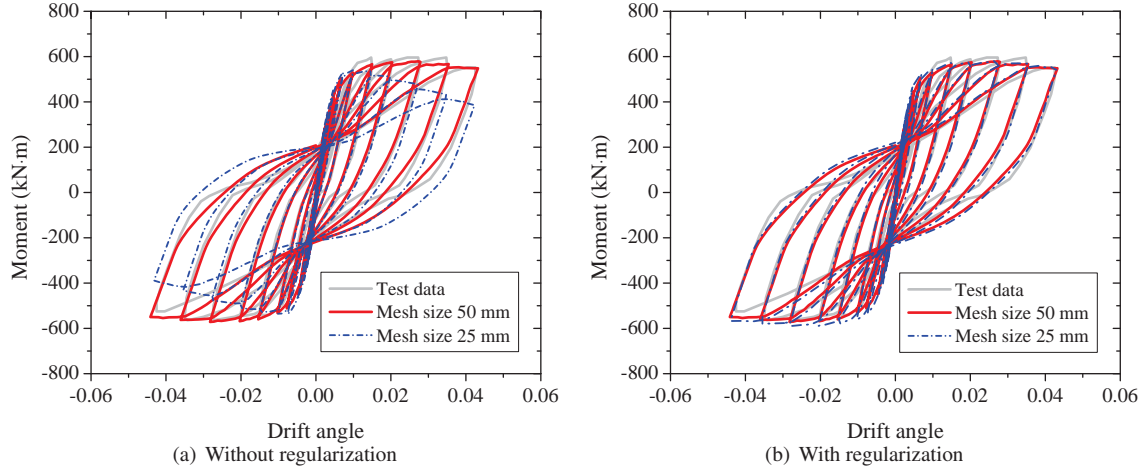 800
600
400
200
0
-200
-400
-600
-800
Moment (kN·m)
-0.06 -0.04 -0.02 0.00 0.02 0.04 0.06
Drift angle
Test data
Mesh size 50 mm
Mesh size 25 mm
(a) Without regularization
800
600
400
200
0
-200
-400
-600
-800
Moment (kN·m)
-0.06 -0.04 -0.02 0.00 0.02 0.04 0.06
Drift angle
Test data
Mesh size 50 mm
Mesh size 25 mm
(b) With regularization